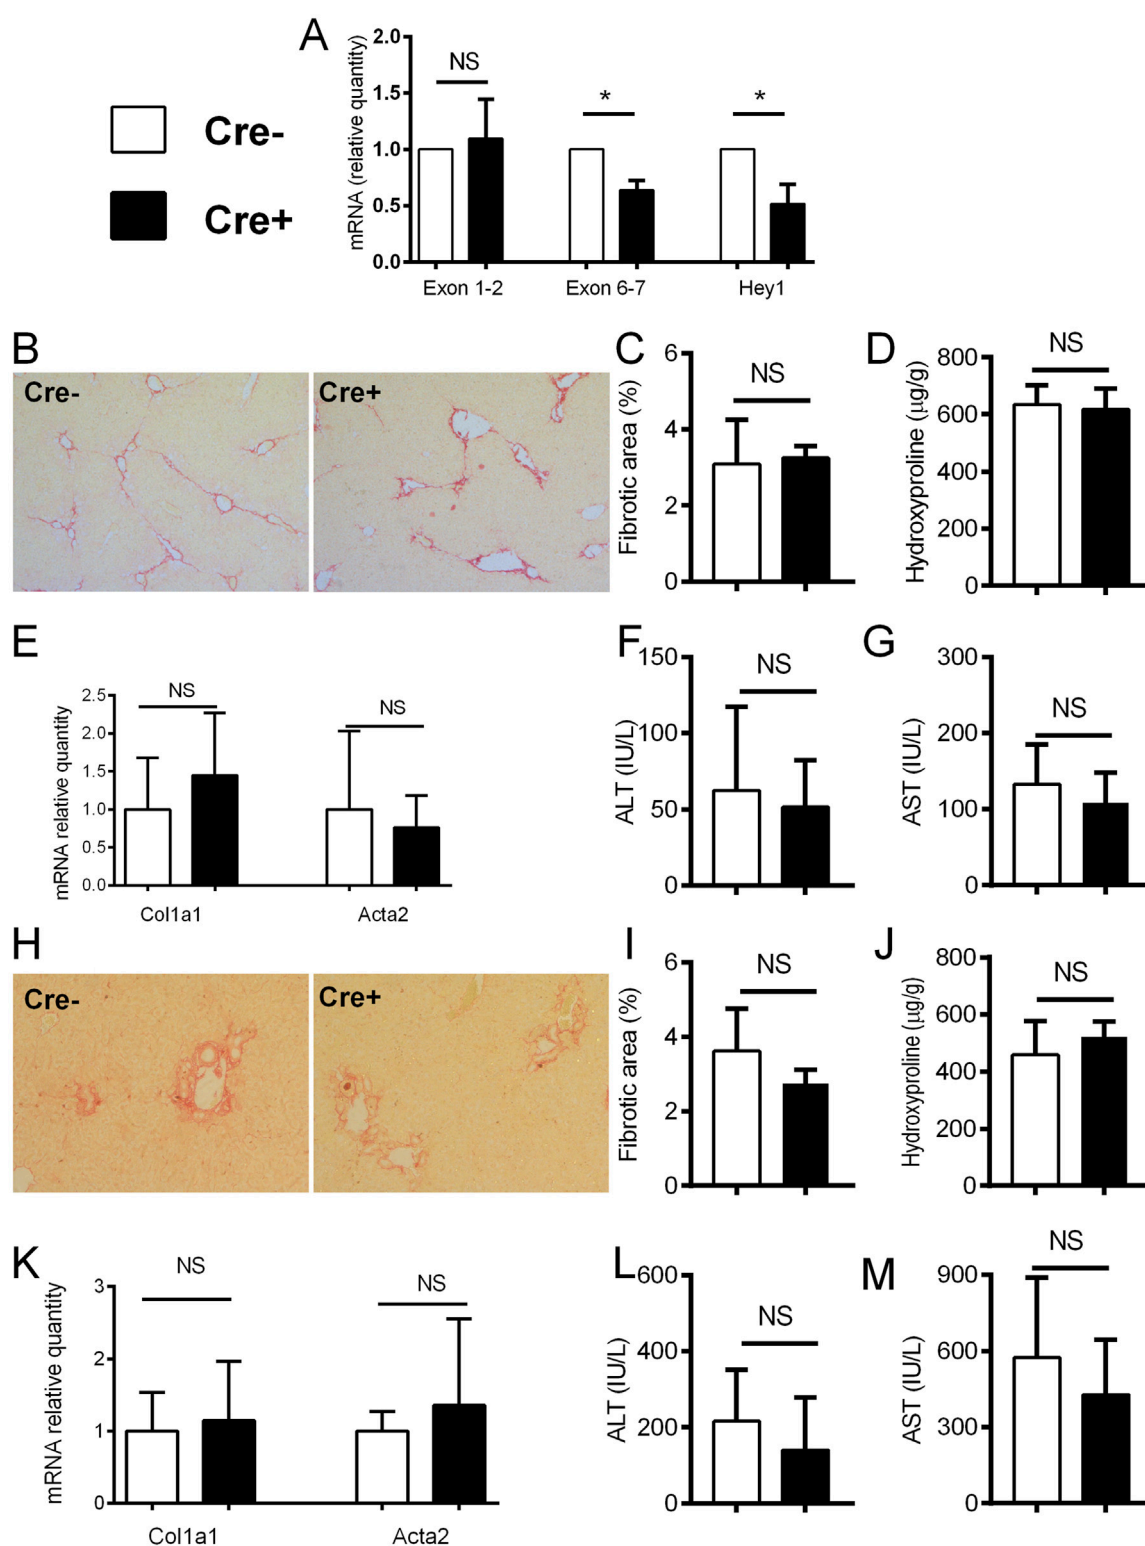 A
mRNA (relative quantity)
2.0
1.5
1.0
0.5
0.0
NS
*
*
Exon 1-2
Exon 6-7
Hey1
Cre-
Cre+
B
Cre-
Cre+
C
Fibrotic area (%)
6
4
2
0
NS
D
Hydroxyproline (μg/g)
800
600
400
200
0
NS
E
mRNA relative quantity
2.5
2.0
1.5
1.0
0.5
0.0
NS
NS
Col1a1
Acta2
F
ALT (IU/L)
150
100
50
0
NS
G
AST (IU/L)
300
200
100
0
NS
H
Cre-
Cre+
I
Fibrotic area (%)
6
4
2
0
NS
J
Hydroxyproline (μg/g)
800
600
400
200
0
NS
K
mRNA relative quantity
3
2
1
0
NS
NS
Col1a1
Acta2
L
ALT (IU/L)
600
400
200
0
NS
M
AST (IU/L)
900
600
300
0
NS